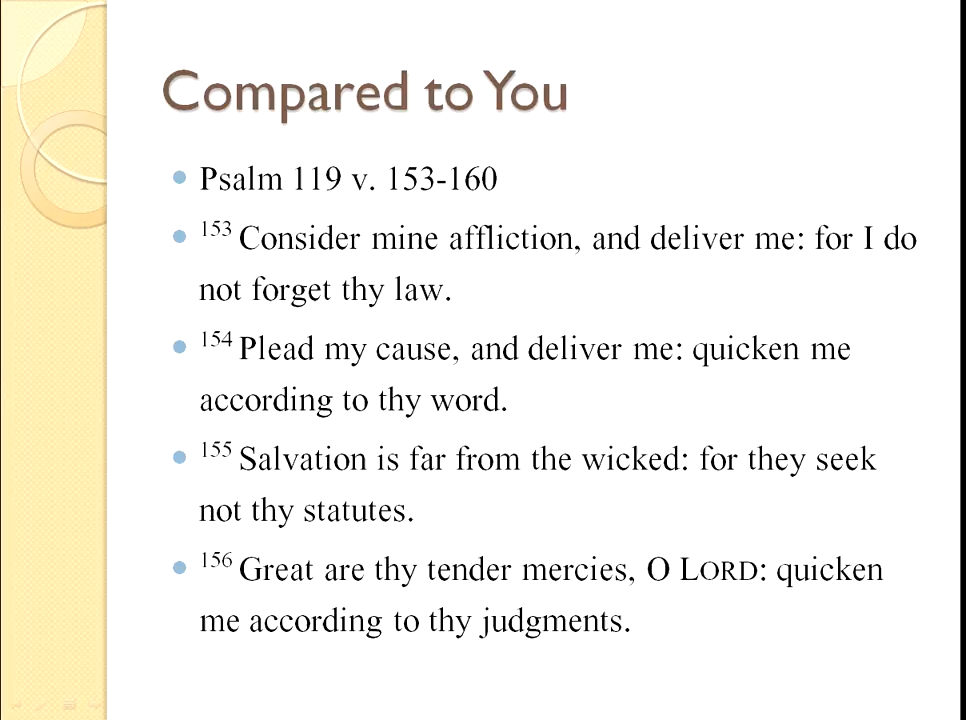 Compared to You
Psalm 119 v. 153-160
153 Consider mine affliction, and deliver me: for I do
not forget thy law.
154 Plead my cause, and deliver me: quicken me
according to thy word.
155 Salvation is far from the wicked: for they seek
not thy statutes.
156 Great are thy tender mercies, O LORD: quicken
me according to thy judgments.